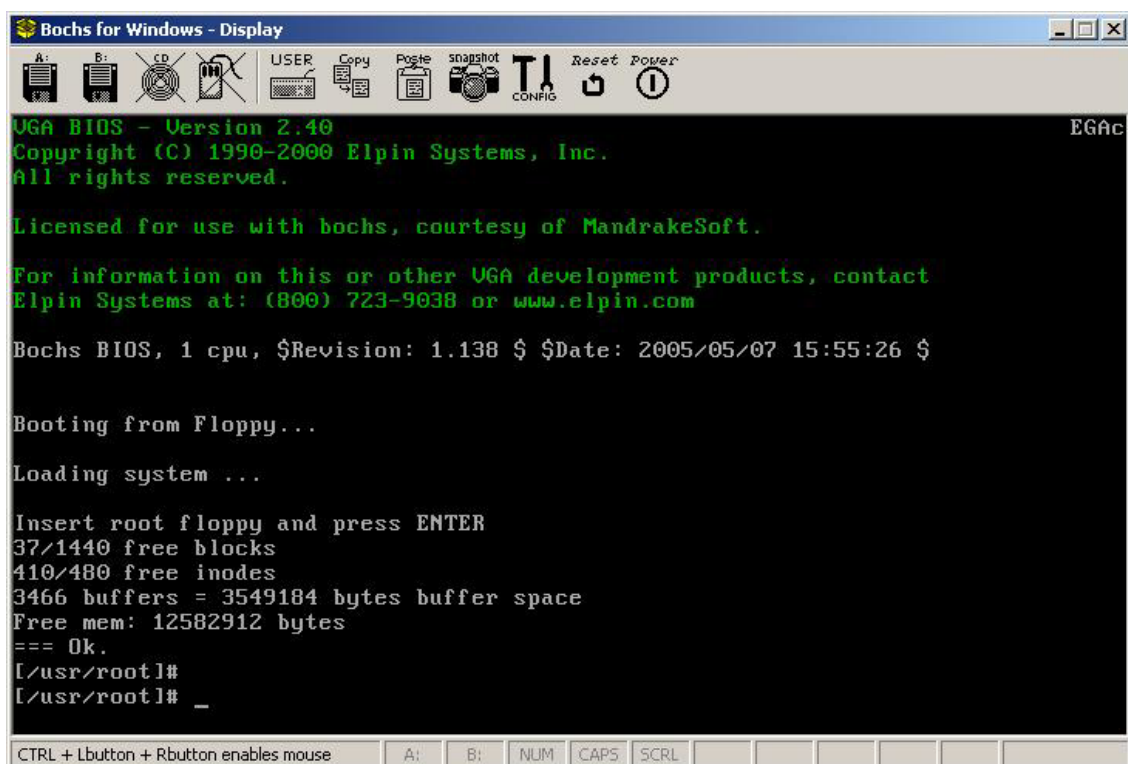 Bochs for Windows - Display
A: B: CD USER Copy Poste snapshot CONFIG Reset Power
VGA BIOS - Version 2.40 EGAc
Copyright (C) 1990-2000 Elpin Systems, Inc.
All rights reserved.
Licensed for use with bochs, courtesy of MandrakeSoft.
For information on this or other VGA development products, contact
Elpin Systems at: (800) 723-9038 or www.elpin.com
Bochs BIOS, 1 cpu, $Revision: 1.138 $ $Date: 2005/05/07 15:55:26 $
Booting from Floppy...
Loading system ...
Insert root floppy and press ENTER
37/1440 free blocks
410/480 free inodes
3466 buffers = 3549184 bytes buffer space
Free mem: 12582912 bytes
=== Ok.
[/usr/root]#
[/usr/root]# _
CTRL + Lbutton + Rbutton enables mouse A: B: NUM CAPS SCRL